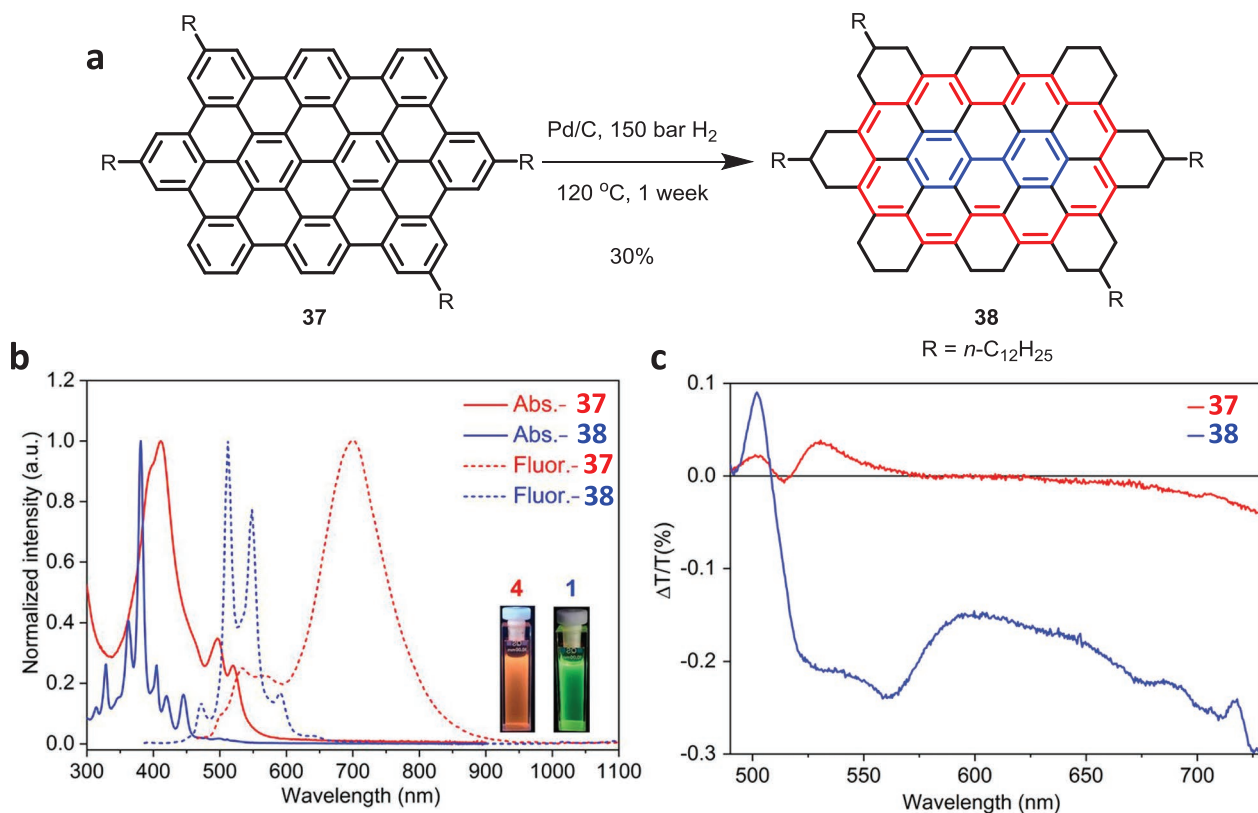 a
R
R
R
R
37
Pd/C, 150 bar H2
120 °C, 1 week
30%
R
R
R
R
38
R = n-C12H25
b
Normalized intensity (a.u.)
1.2
1.0
0.8
0.6
0.4
0.2
0.0
Abs.- 37
Abs.- 38
Fluor.- 37
Fluor.- 38
4 1
300 400 500 600 700 800 900 1000 1100
Wavelength (nm)
c
ΔT/T(%)
0.1
0.0
-0.1
-0.2
-0.3
37
38
500 550 600 650 700
Wavelength (nm)